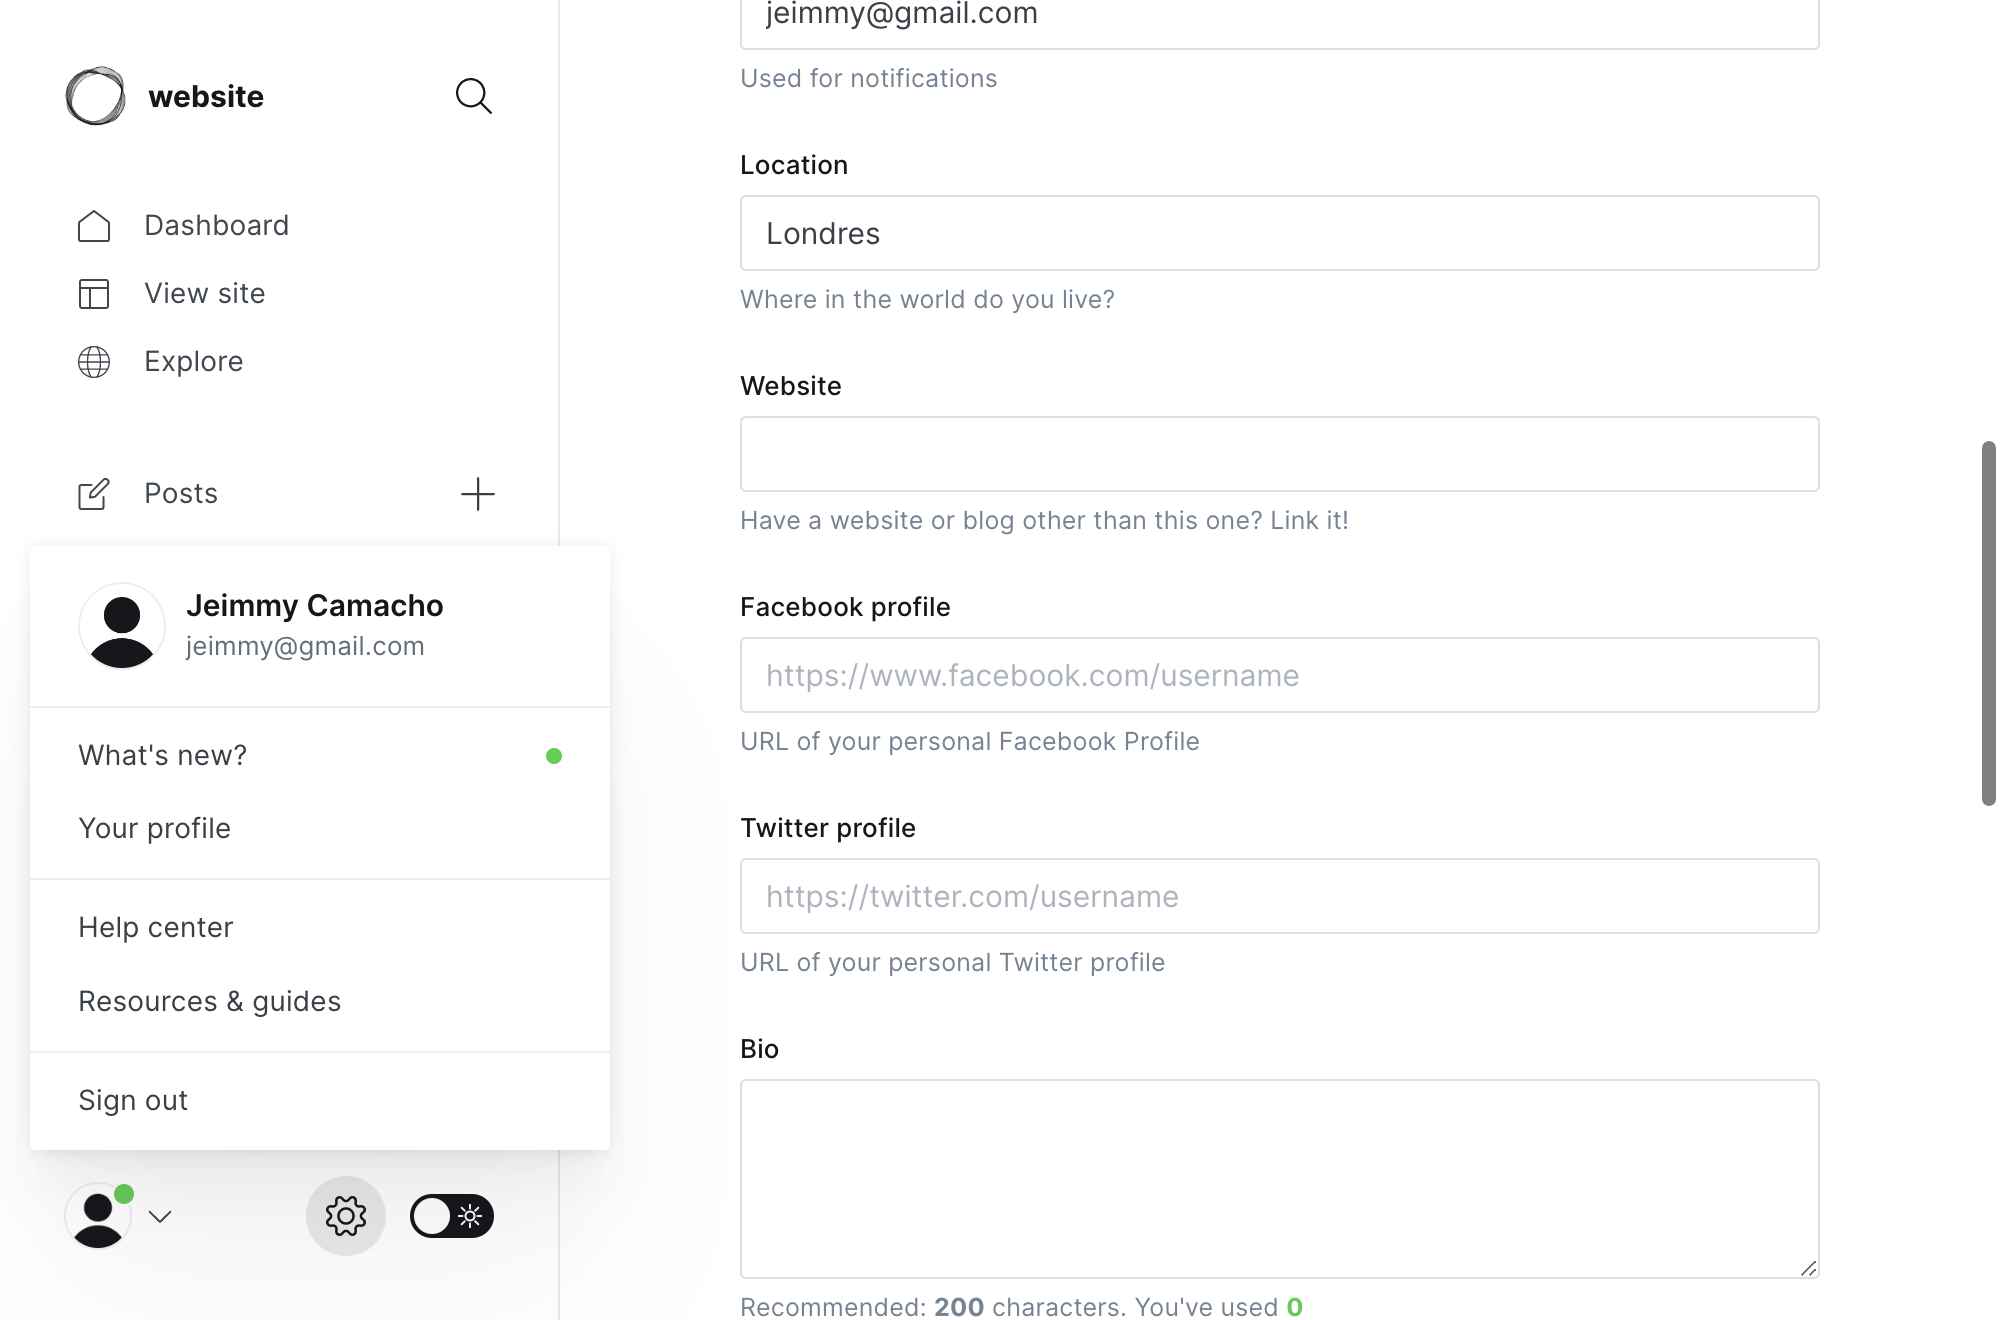 website
Dashboard
View site
Explore
Posts
Jeimmy Camacho
jeimmy@gmail.com
What's new?
Your profile
Help center
Resources & guides
Sign out
jeimmy@gmail.com
Used for notifications
Location
Londres
Where in the world do you live?
Website
Have a website or blog other than this one? Link it!
Facebook profile
https://www.facebook.com/username
URL of your personal Facebook Profile
Twitter profile
https://twitter.com/username
URL of your personal Twitter profile
Bio
Recommended: 200 characters. You've used 0